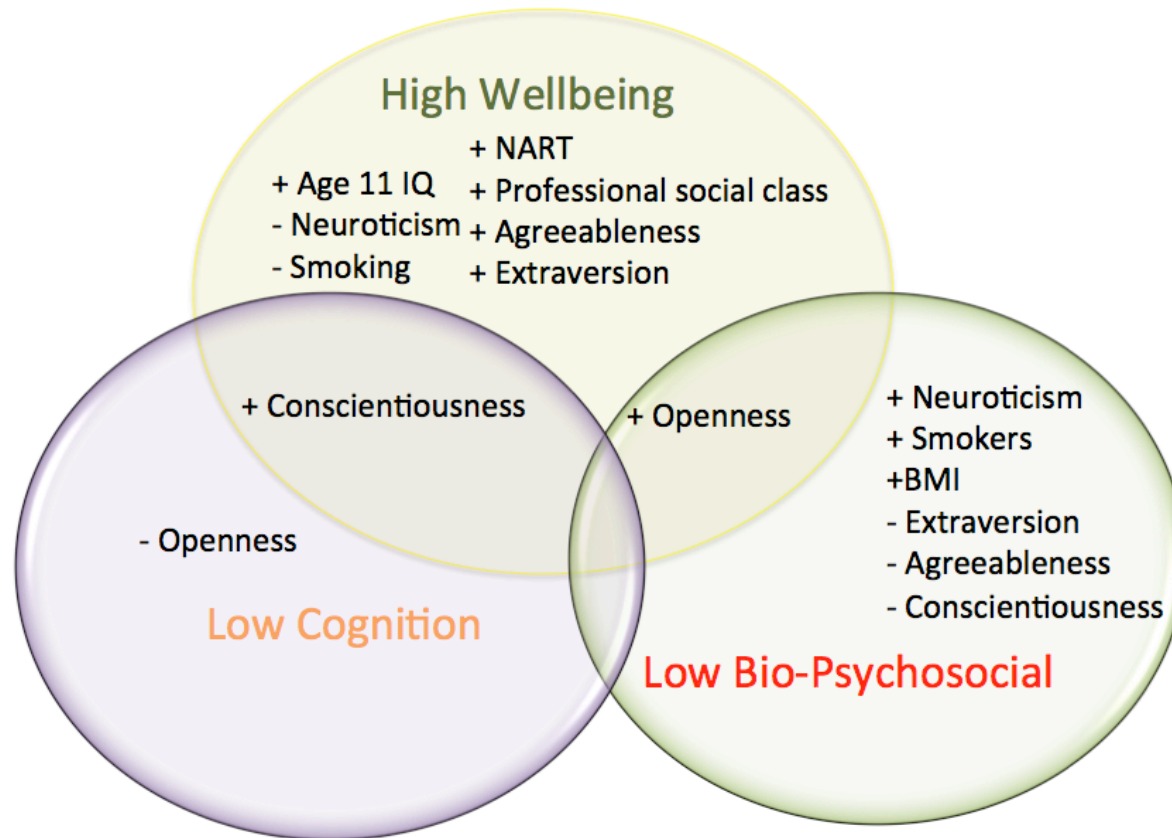 High Wellbeing
+ Age 11 IQ
- Neuroticism
- Smoking
+ NART
+ Professional social class
+ Agreeableness
+ Extraversion
+ Conscientiousness
+ Openness
+ Neuroticism
+ Smokers
+BMI
- Extraversion
- Agreeableness
- Conscientiousness
- Openness
Low Cognition
Low Bio-Psychosocial